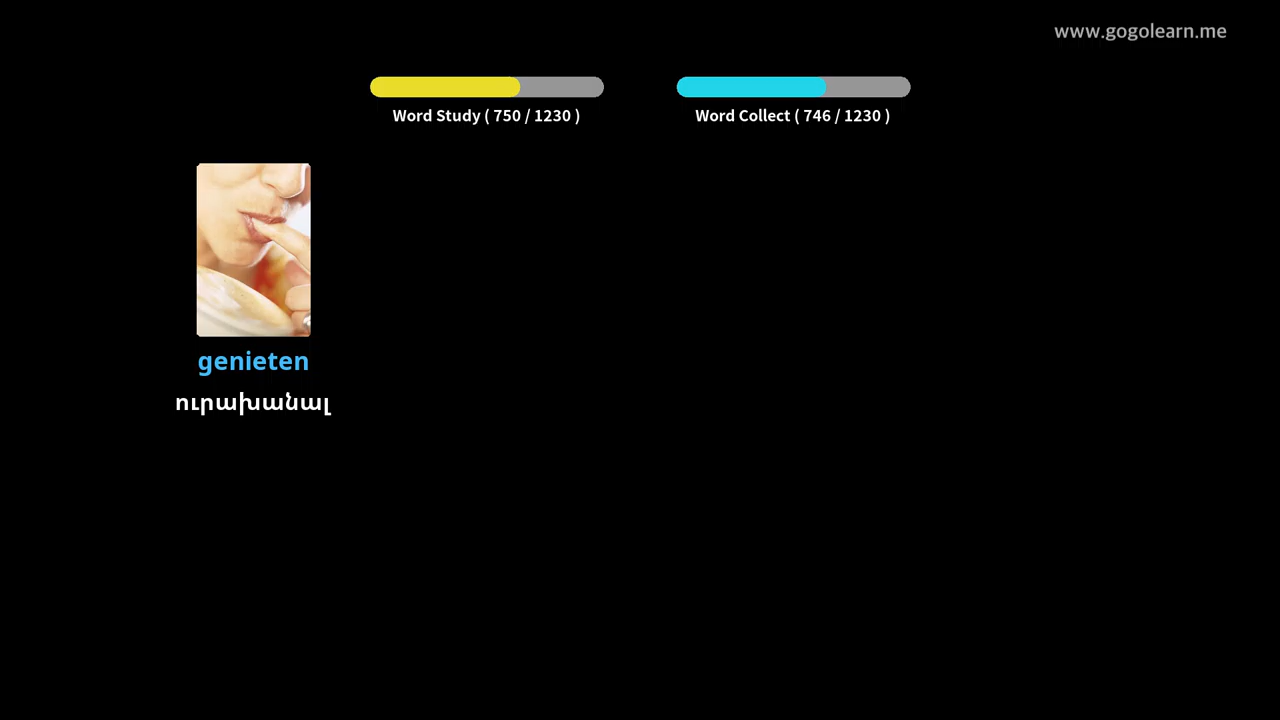 www.gogolearn.me
Word Study ( 750 / 1230 )
Word Collect ( 746 / 1230 )
genieten
ուրախանալ